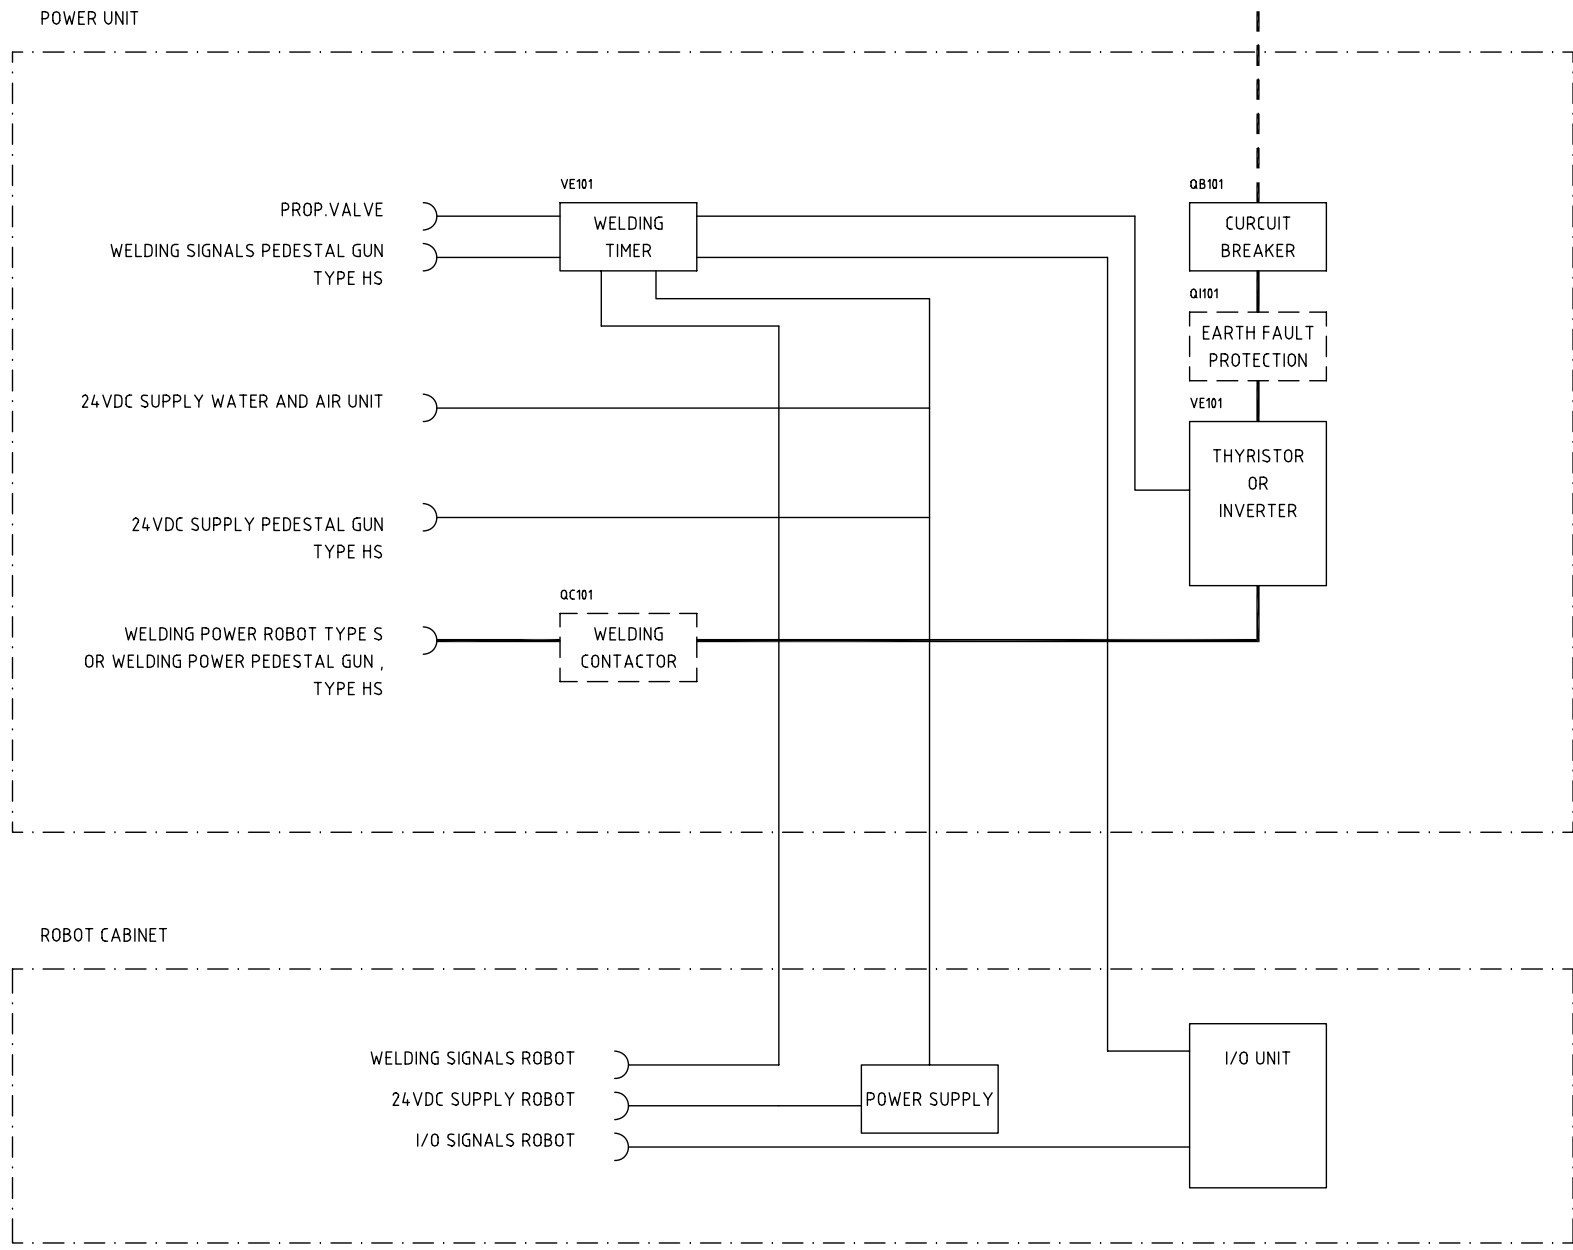 POWER UNIT
VE101
QB101
PROP.VALVE
WELDING
TIMER
CURCUIT
BREAKER
WELDING SIGNALS PEDESTAL GUN
TYPE HS
QI101
EARTH FAULT
PROTECTION
24VDC SUPPLY WATER AND AIR UNIT
VE101
THYRISTOR
OR
INVERTER
24VDC SUPPLY PEDESTAL GUN
TYPE HS
QC101
WELDING POWER ROBOT TYPE S
OR WELDING POWER PEDESTAL GUN ,
TYPE HS
WELDING
CONTACTOR
ROBOT CABINET
WELDING SIGNALS ROBOT
I/O UNIT
24VDC SUPPLY ROBOT
POWER SUPPLY
I/O SIGNALS ROBOT